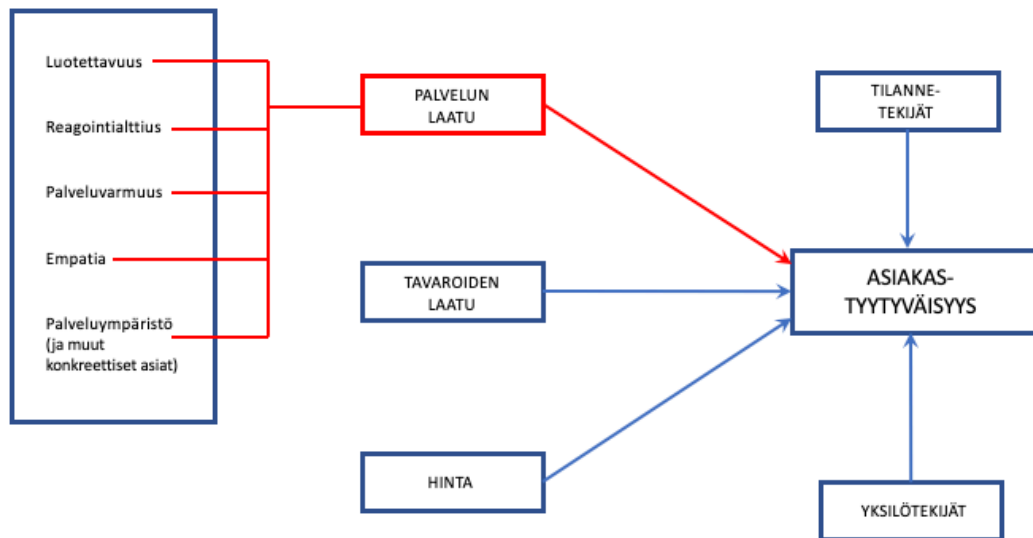 Luotettavuus
Reagointialttius
Palveluvarmuus
Empatia
Palveluympäristö
(ja muut
konkreettiset asiat)
PALVELUN
LAATU
TAVAROIDEN
LAATU
HINTA
TILANNE-
TEKIJÄT
ASIAKAS-
TYYTYVÄISYYS
YKSILÖTEKIJÄT